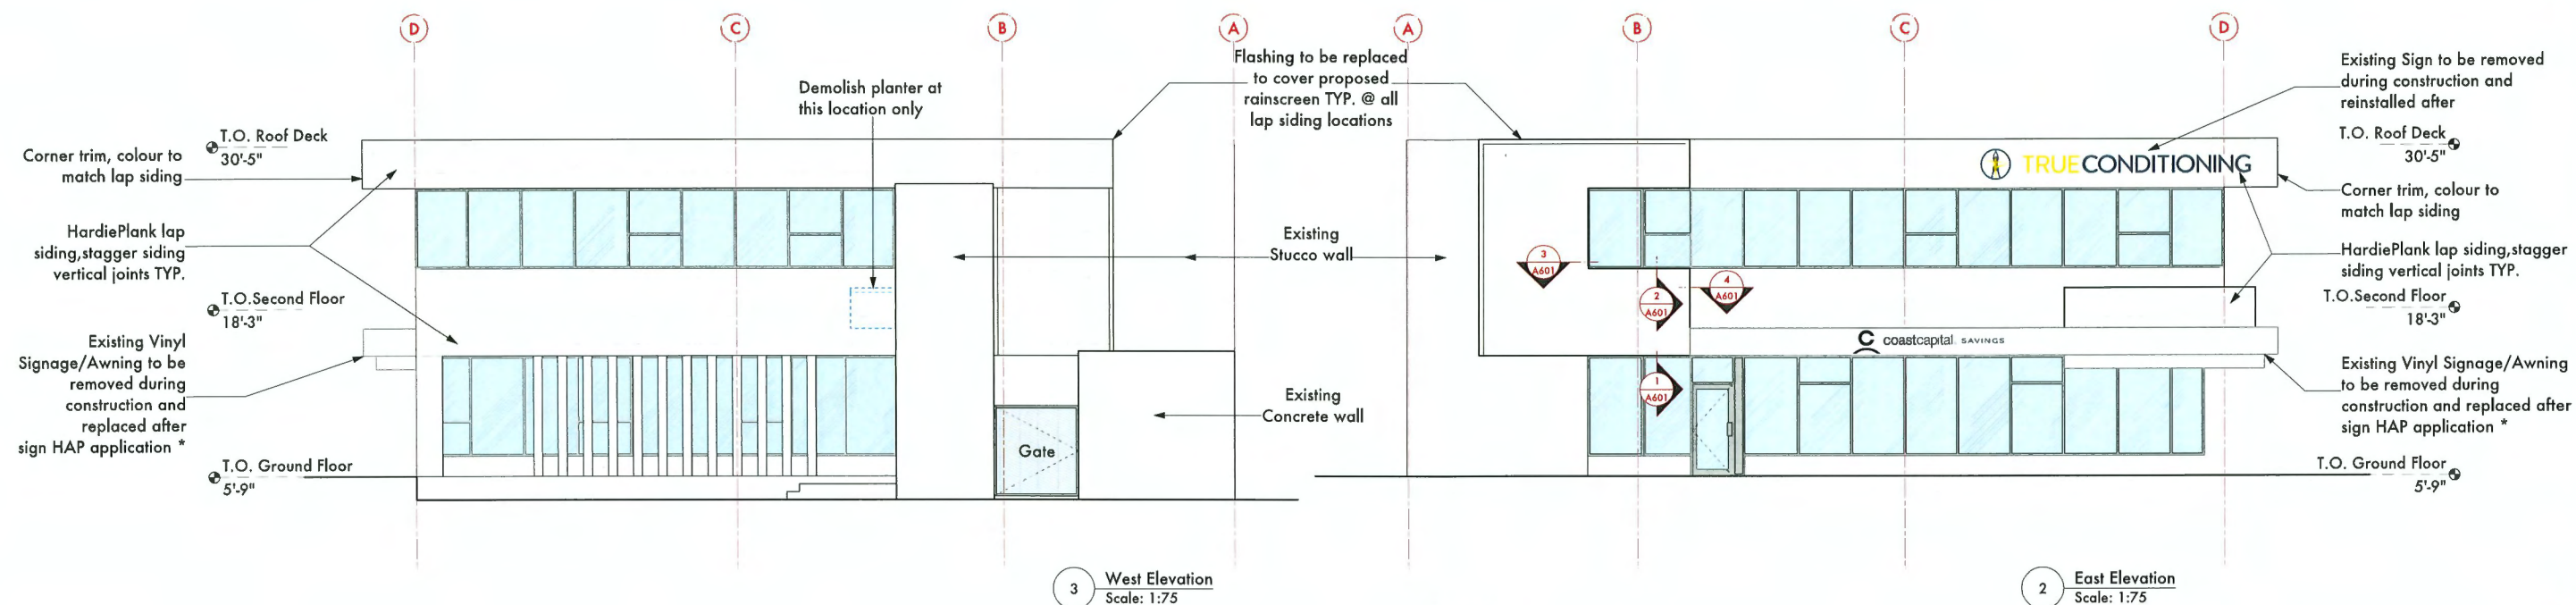 D
C
B
A
A
B
C
D
Flashing to be replaced
to cover proposed
rainscreen TYP. @ all
lap siding locations
Existing Sign to be removed
during construction and
reinstalled after
Demolish planter at
this location only
T.O. Roof Deck
30'-5"
Corner trim, colour to
match lap siding
HardiePlank lap
siding,stagger siding
vertical joints TYP.
T.O.Second Floor
18'-3"
Existing Vinyl
Signage/Awning to be
removed during
construction and
replaced after
sign HAP application *
T.O. Ground Floor
5'-9"
Gate
Existing
Stucco wall
Existing
Concrete wall
3
West Elevation
Scale: 1:75
TRUECONDITIONING
3
A601
2
A601
4
A601
1
A601
coastcapital SAVINGS
T.O. Roof Deck
30'-5"
Corner trim, colour to
match lap siding
HardiePlank lap siding,stagger
siding vertical joints TYP.
T.O.Second Floor
18'-3"
Existing Vinyl Signage/Awning
to be removed during
construction and replaced after
sign HAP application *
T.O. Ground Floor
5'-9"
2
East Elevation
Scale: 1:75